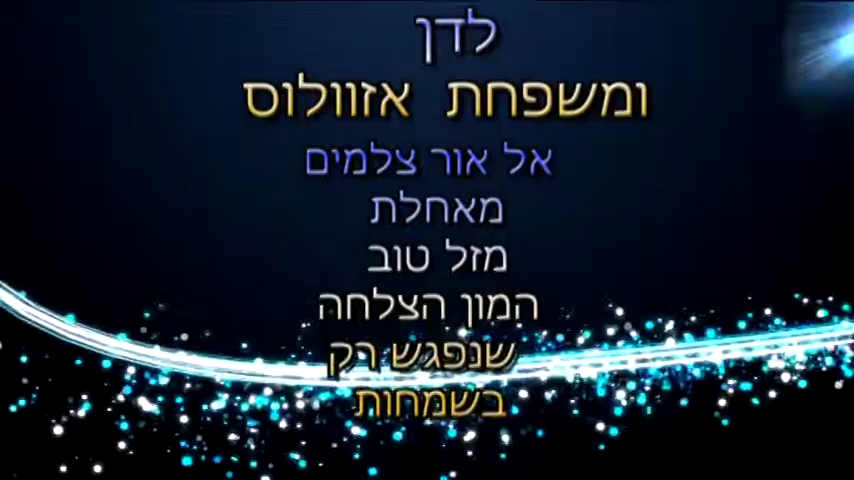 לדן
ומשפחת אזוולוס
אל אור צלמים
מאחלת
מזל טוב
המון הצלחה
שנפגש רק
בשמחות